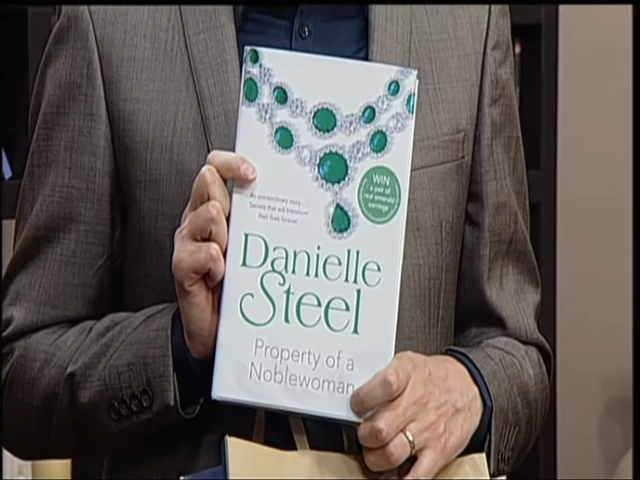 WIN
a pair of
real emerald
earrings
An extraordinary story . . .
Secrets that will transform
their lives forever
Danielle
Steel
Property of a
Noblewoman